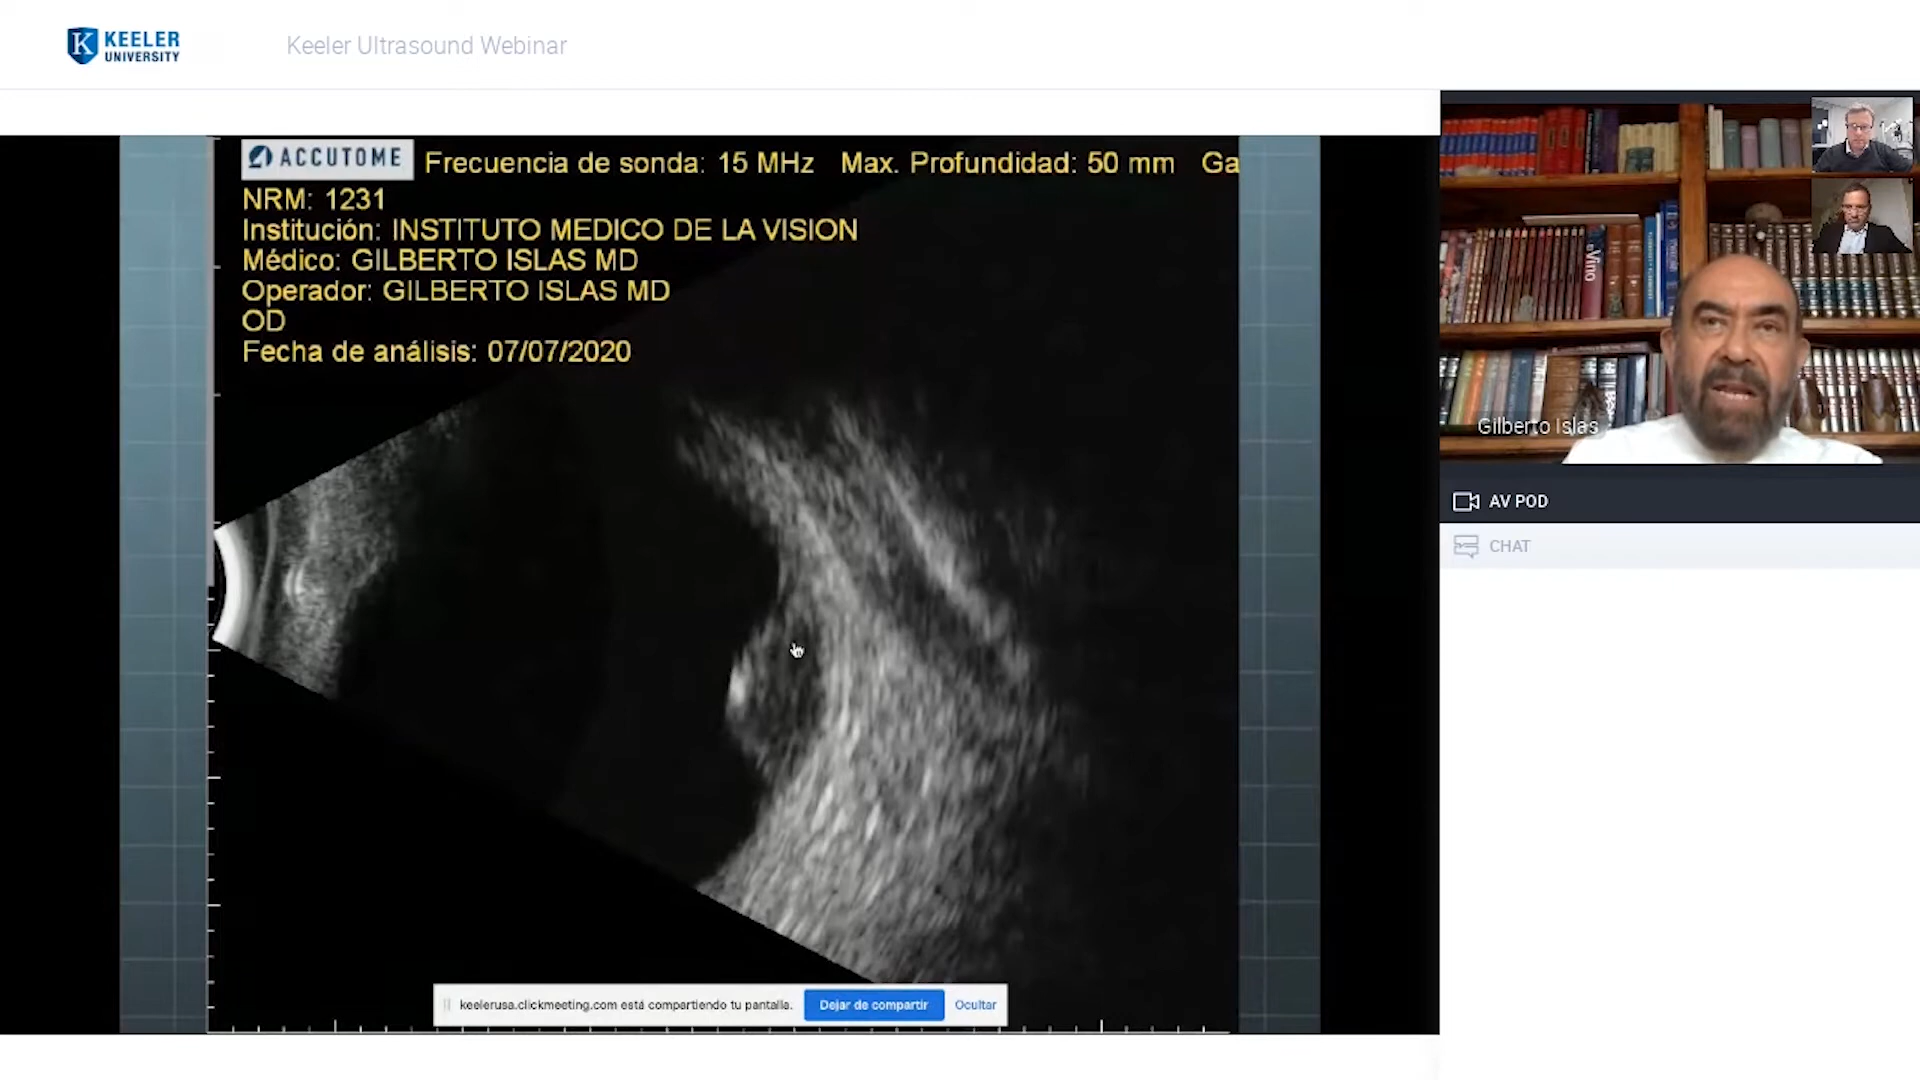 KEELER
UNIVERSITY
Keeler Ultrasound Webinar
ACCUTOME Frecuencia de sonda: 15 MHz Max. Profundidad: 50 mm Ga
NRM: 1231
Institución: INSTITUTO MEDICO DE LA VISION
Médico: GILBERTO ISLAS MD
Operador: GILBERTO ISLAS MD
OD
Fecha de análisis: 07/07/2020
Vino
Gilberto Islas
AV POD
CHAT
keelerusa.clickmeeting.com está compartiendo tu pantalla. Dejar de compartir Ocultar